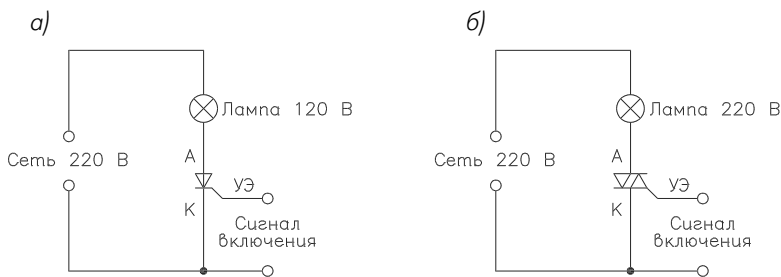 а)
Лампа 120 В
Сеть 220 В
А
УЭ
К
Сигнал
включения
б)
Лампа 220 В
Сеть 220 В
А
УЭ
К
Сигнал
включения